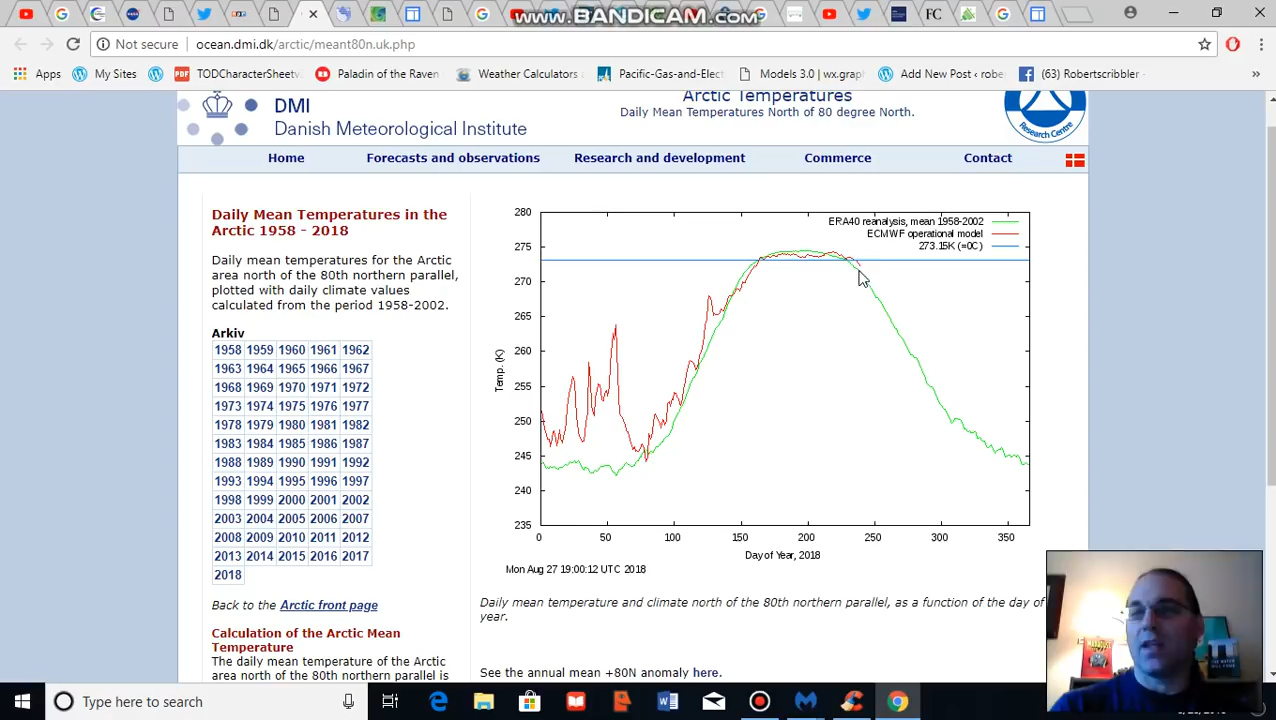 www.BANDICAM.com
FC
Not secure
ocean.dmi.dk/arctic/meant80n.uk.php
Apps
My Sites
TODCharacterSheetv
Paladin of the Raven
Weather Calculators
Pacific-Gas-and-Elect
Models 3.0 | wx.grap
Add New Post ‹ robe
(63) Robertscribbler
»
DMI
Danish Meteorological Institute
Arctic Temperatures
Daily Mean Temperatures North of 80 degree North.
Research Centre
Home
Forecasts and observations
Research and development
Commerce
Contact
Daily Mean Temperatures in the
Arctic 1958 - 2018
Daily mean temperatures for the Arctic
area north of the 80th northern parallel,
plotted with daily climate values
calculated from the period 1958-2002.
Arkiv
1958 1959 1960 1961 1962
1963 1964 1965 1966 1967
1968 1969 1970 1971 1972
1973 1974 1975 1976 1977
1978 1979 1980 1981 1982
1983 1984 1985 1986 1987
1988 1989 1990 1991 1992
1993 1994 1995 1996 1997
1998 1999 2000 2001 2002
2003 2004 2005 2006 2007
2008 2009 2010 2011 2012
2013 2014 2015 2016 2017
2018
Back to the Arctic front page
Calculation of the Arctic Mean
Temperature
The daily mean temperature of the Arctic
area north of the 80th northern parallel is
ERA40 reanalysis, mean 1958-2002
ECMWF operational model
273.15K (=0C)
280
275
270
265
260
255
250
245
240
235
Temp. (K)
0 50 100 150 200 250 300 350
Day of Year, 2018
Mon Aug 27 19:00:12 UTC 2018
Daily mean temperature and climate north of the 80th northern parallel, as a function of the day of
year.
See the annual mean +80N anomaly here.
Type here to search